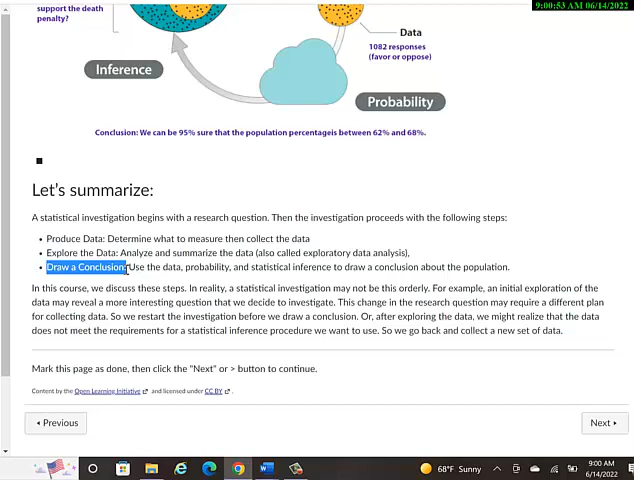 9:00:53 AM 06/14/2022
support the death
penalty?
Data
1082 responses
(favor or oppose)
Inference
Probability
Conclusion: We can be 95% sure that the population percentageis between 62% and 68%.
Let's summarize:
A statistical investigation begins with a research question. Then the investigation proceeds with the following steps:
• Produce Data: Determine what to measure then collect the data
• Explore the Data: Analyze and summarize the data (also called exploratory data analysis),
• Draw a Conclusion: Use the data, probability, and statistical inference to draw a conclusion about the population.
In this course, we discuss these steps. In reality, a statistical investigation may not be this orderly. For example, an initial exploration of the
data may reveal a more interesting question that we decide to investigate. This change in the research question may require a different plan
for collecting data. So we restart the investigation before we draw a conclusion. Or, after exploring the data, we might realize that the data
does not meet the requirements for a statistical inference procedure we want to use. So we go back and collect a new set of data.
Mark this page as done, then click the "Next" or > button to continue.
Content by the Open Learning Initiative and licensed under CC BY .
Previous
Next
68°F Sunny
9:00 AM
6/14/2022